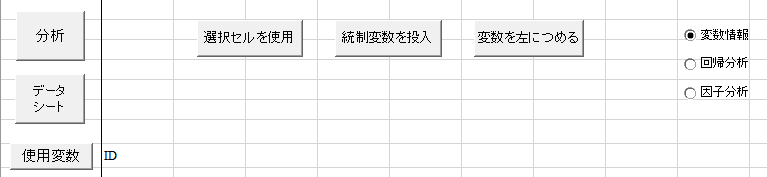 分析
選択セルを使用
統制変数を投入
変数を左につめる
変数情報
回帰分析
因子分析
データ
シート
使用変数
ID